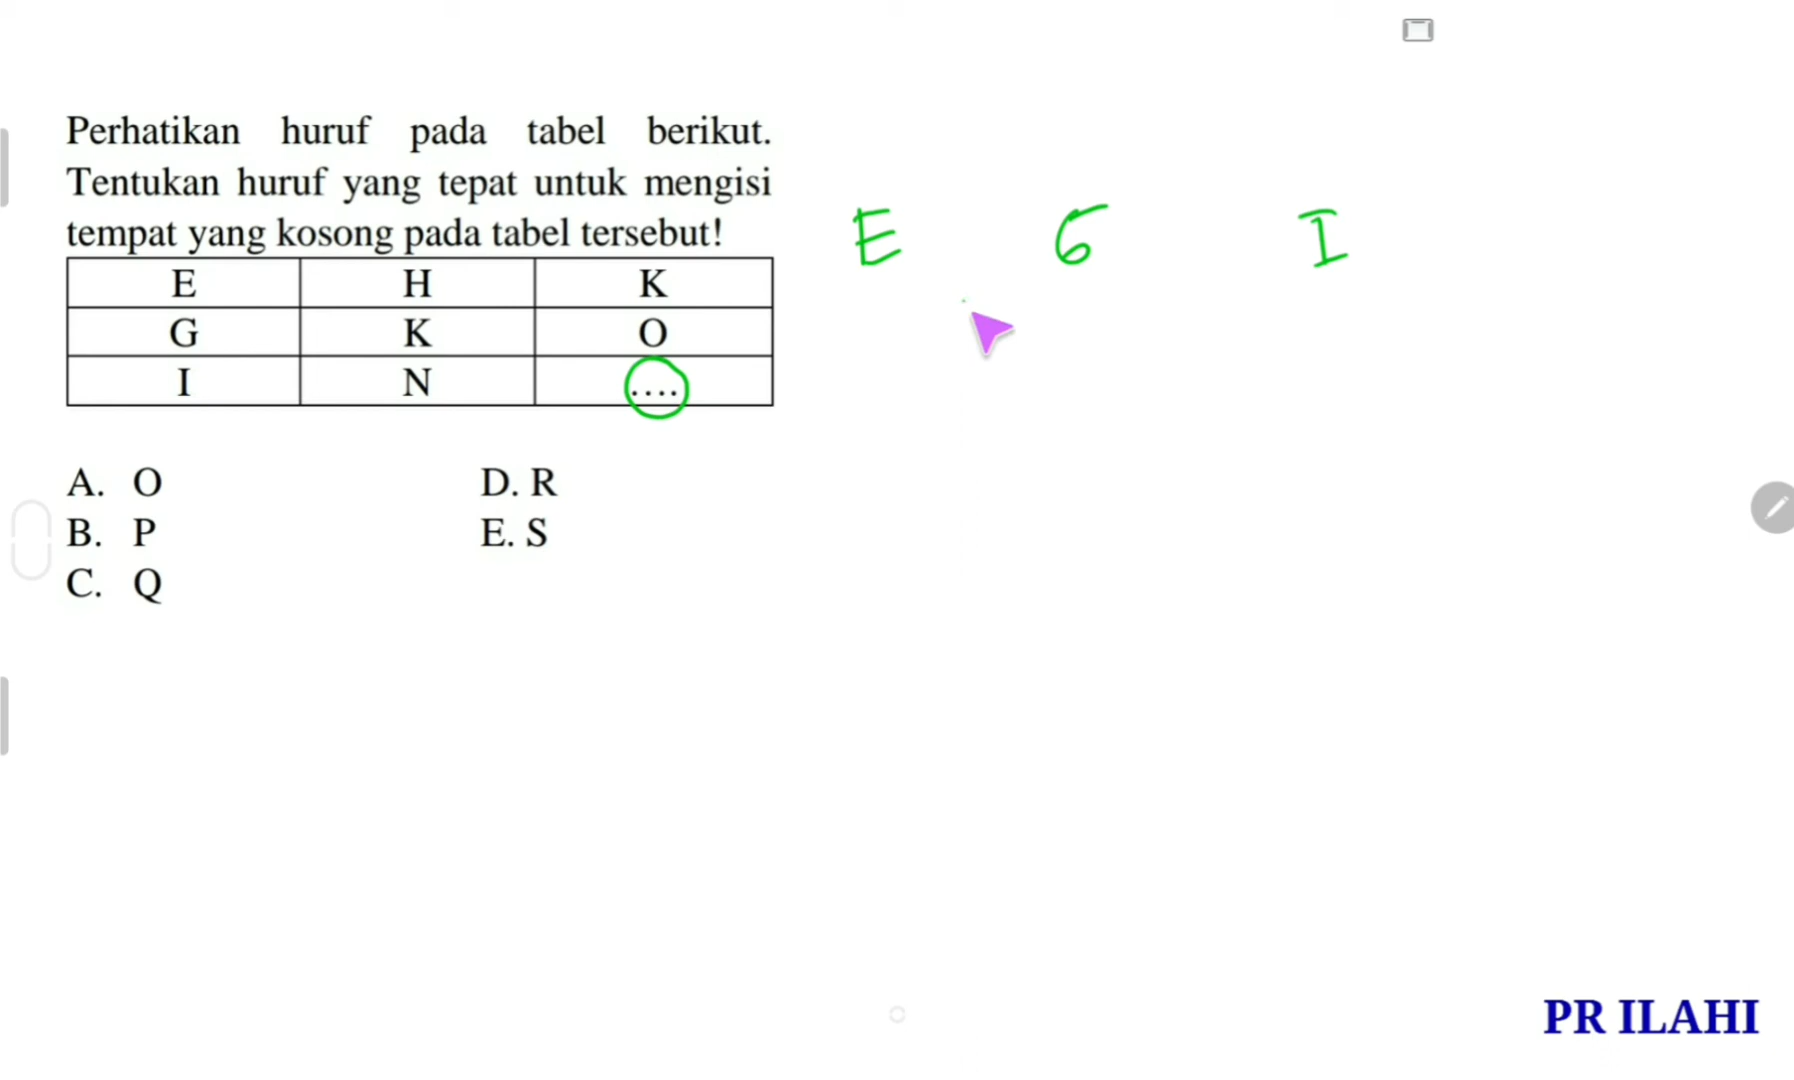 Perhatikan huruf pada tabel berikut.
Tentukan huruf yang tepat untuk mengisi
tempat yang kosong pada tabel tersebut!
E H K
G K O
I N ....
A. O D. R
B. P E. S
C. Q
E G I
PR ILAHI